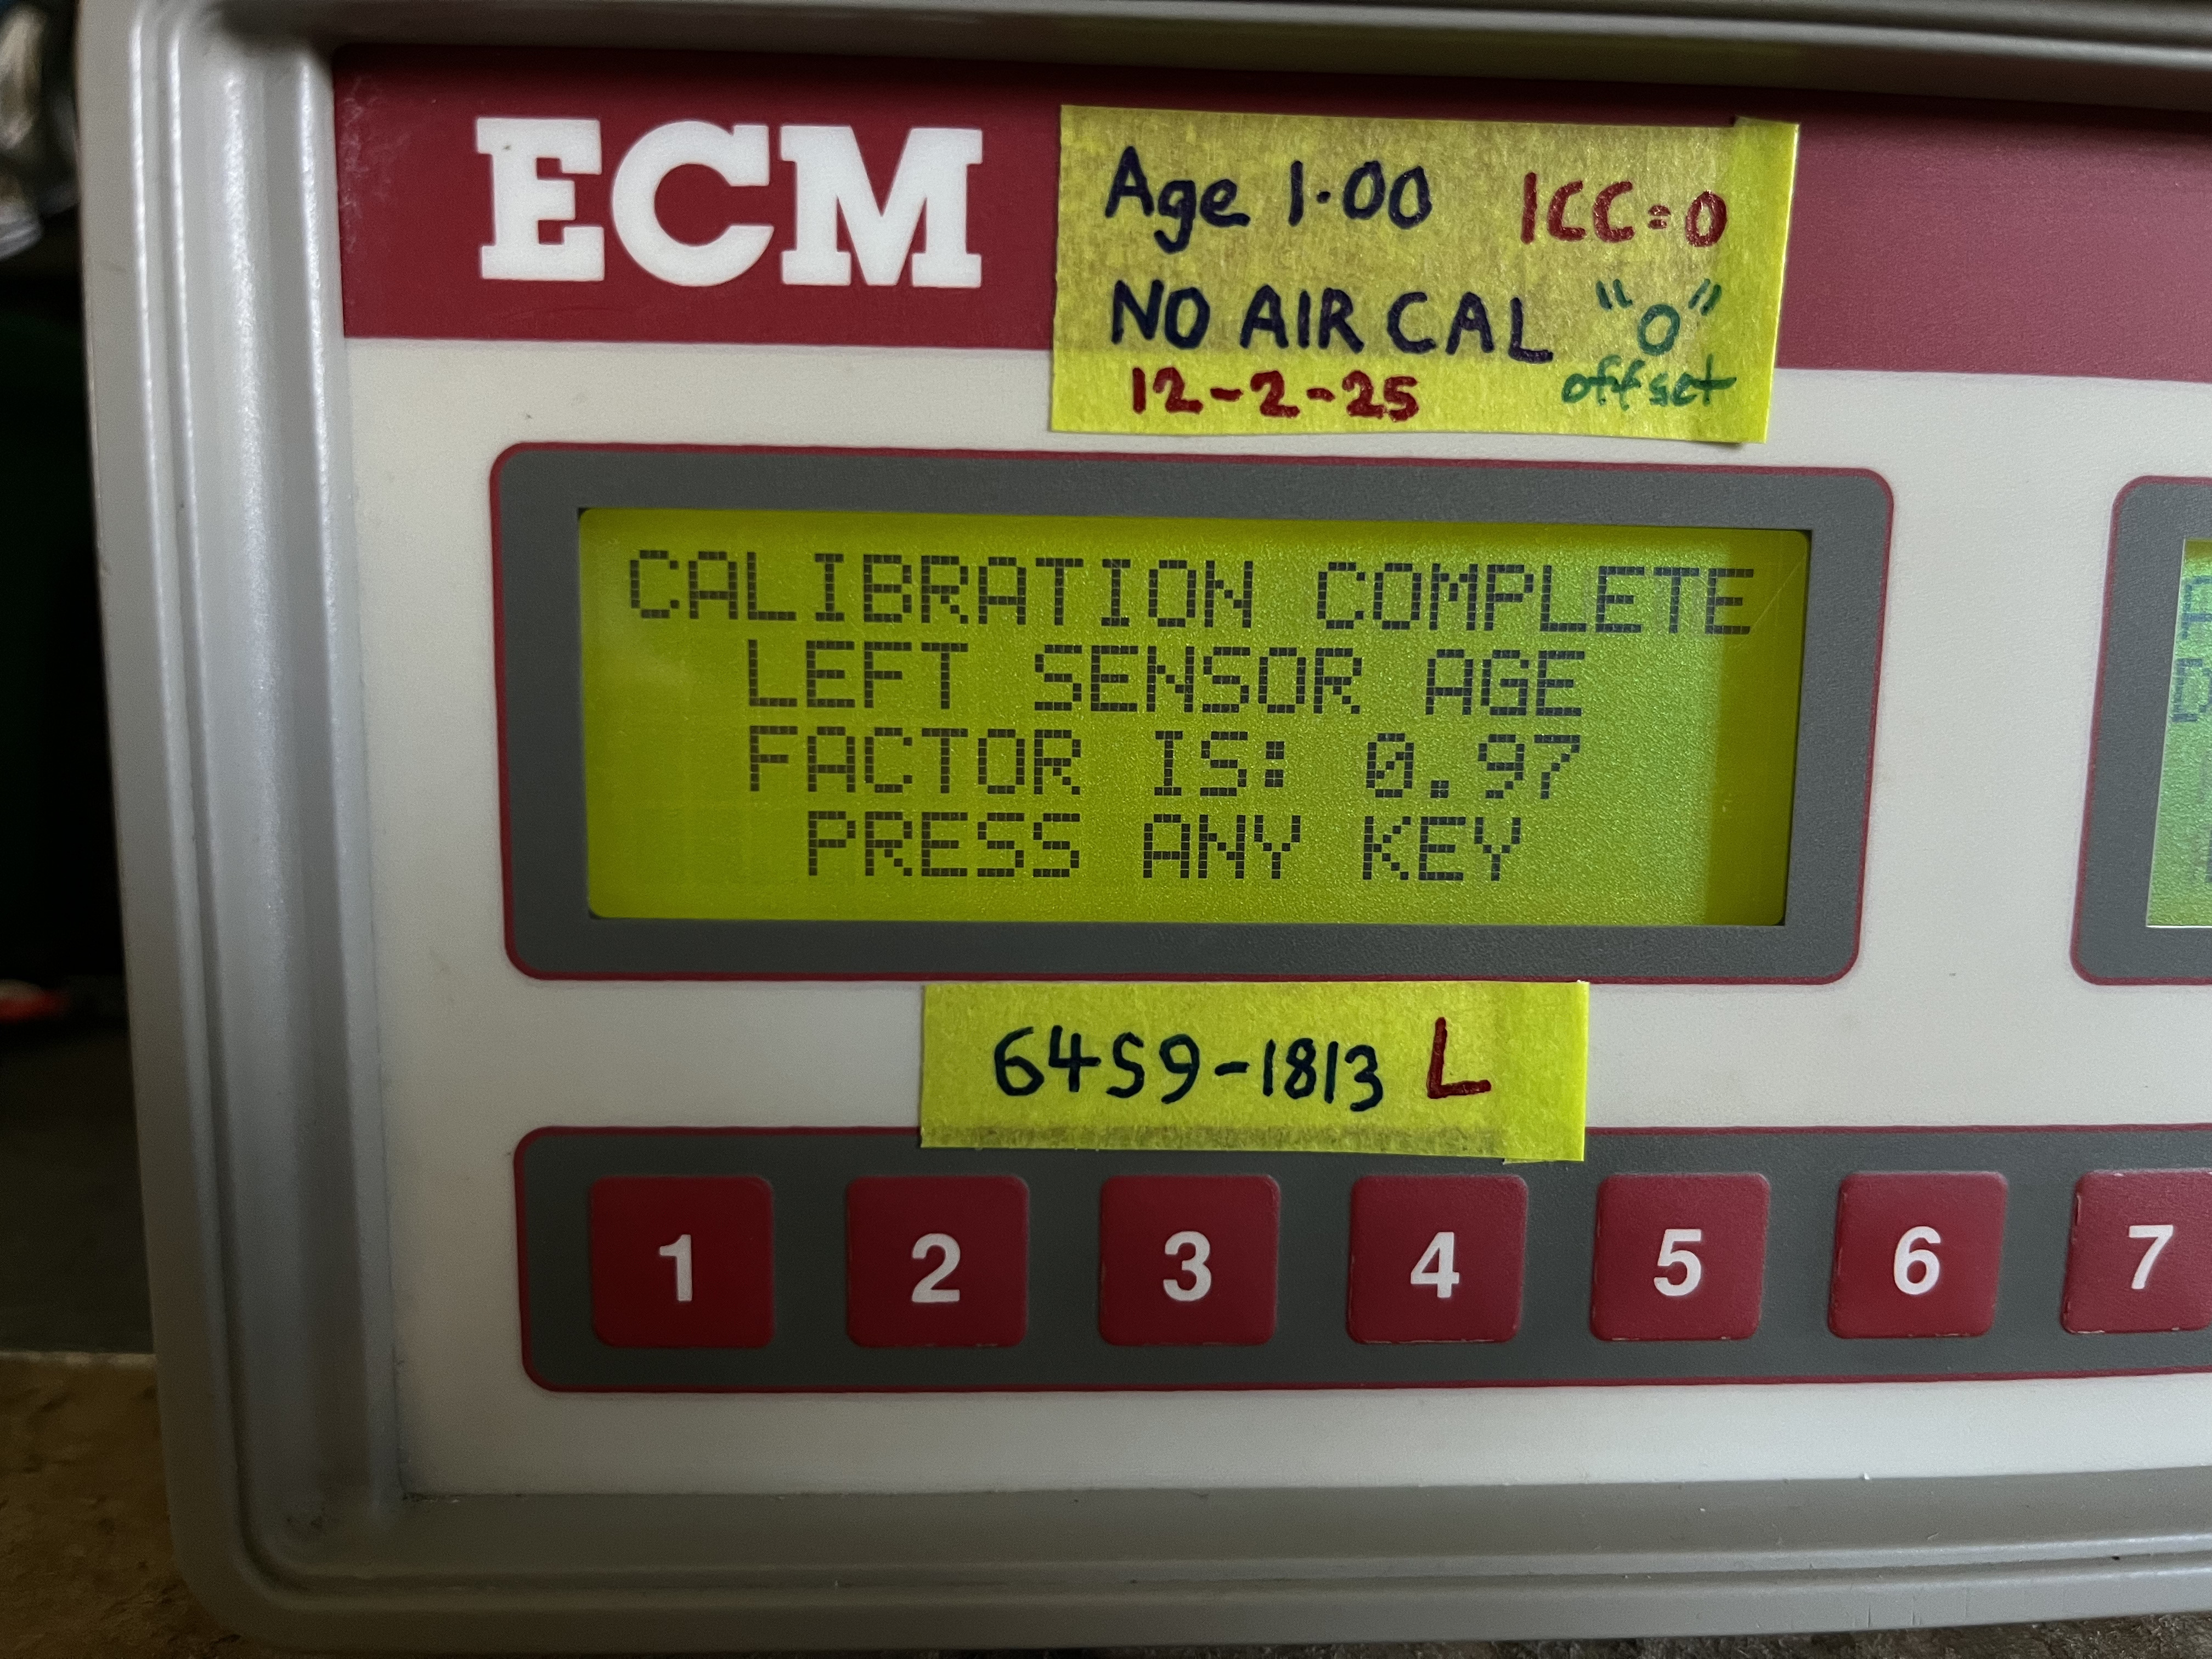 ECM
Age 1.00 ICC=0
NO AIR CAL "0"
12-2-25 offset
CALIBRATION COMPLETE
LEFT SENSOR AGE
FACTOR IS: 0.97
PRESS ANY KEY
64S9-1813 L
1 2 3 4 5 6 7